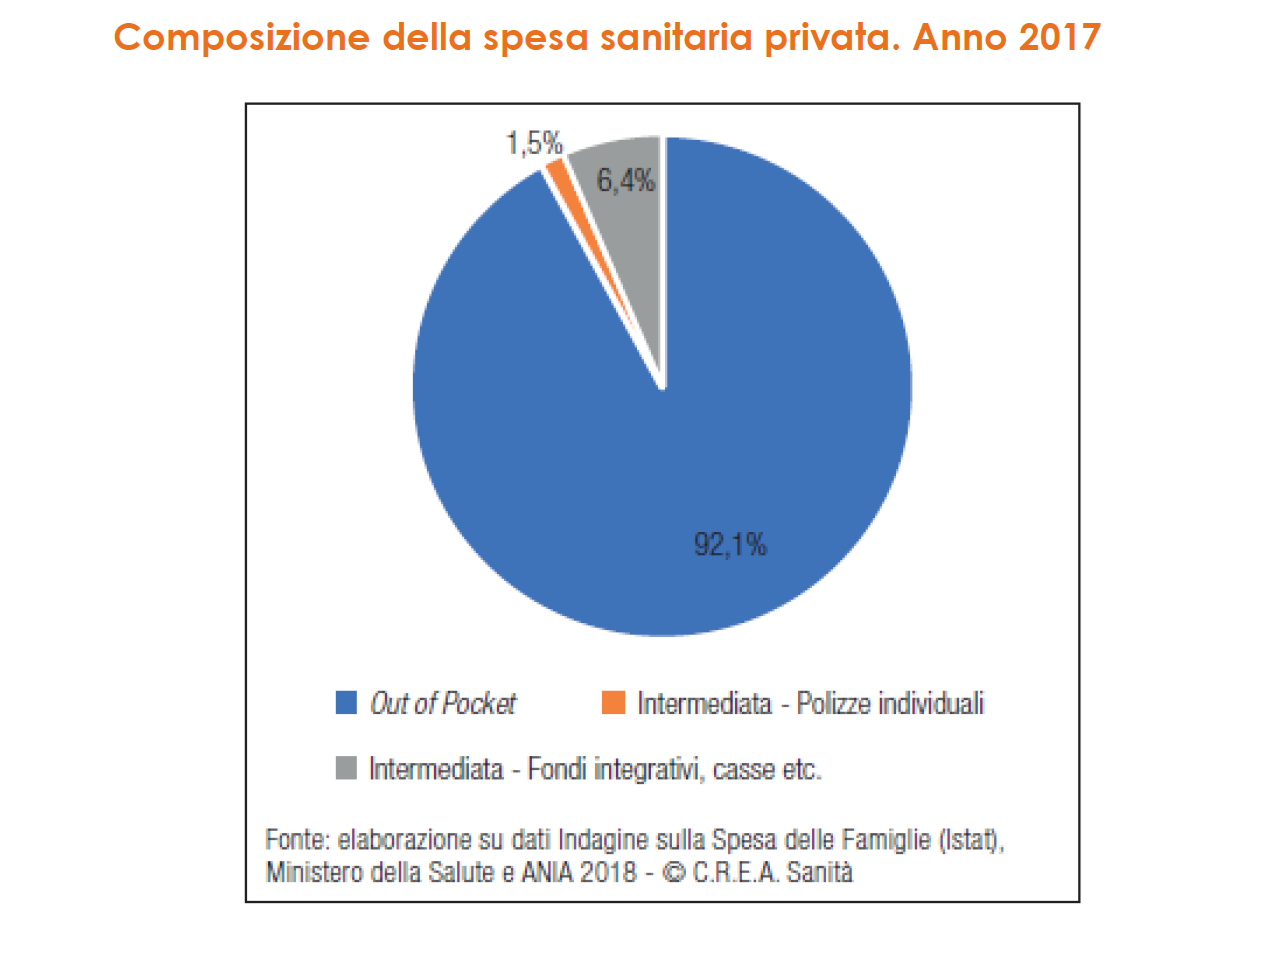 Composizione della spesa sanitaria privata. Anno 2017
1,5%
6,4%
92,1%
Out of Pocket
Intermediata - Polizze individuali
Intermediata - Fondi integrativi, casse etc.
Fonte: elaborazione su dati Indagine sulla Spesa delle Famiglie (Istat),
Ministero della Salute e ANIA 2018 - © C.R.E.A. Sanità